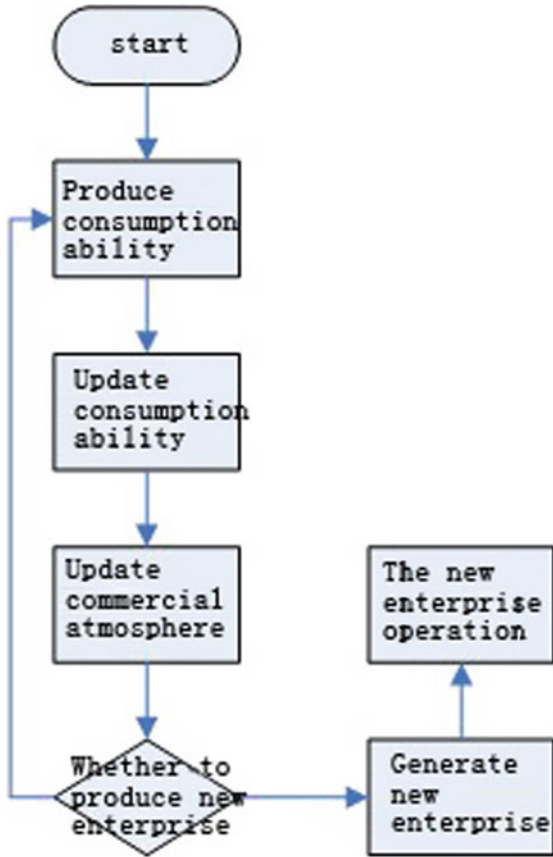 start
Produce
consumption
ability
Update
consumption
ability
Update
commercial
atmosphere
The new
enterprise
operation
Whether to
produce new
enterprise
Generate
new
enterprise